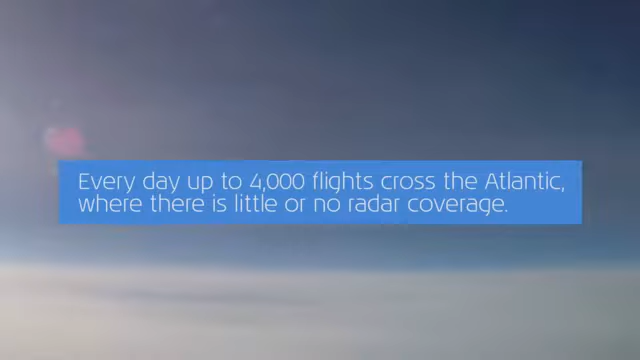 Every day up to 4,000 flights cross the Atlantic,
where there is little or no radar coverage.